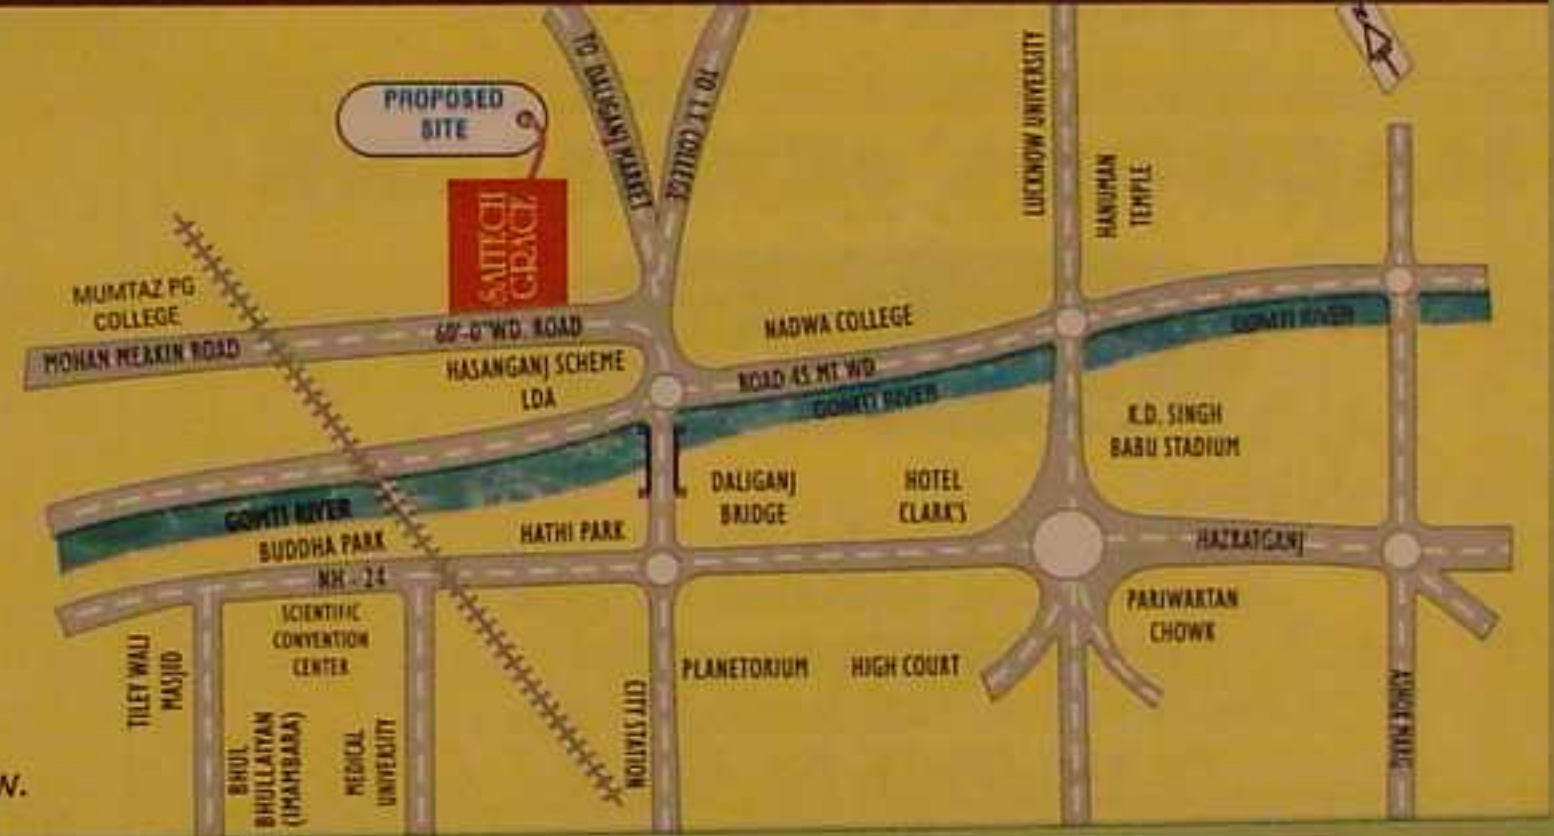 TO DALIGANJ MARKET
TO I.T. COLLEGE
LUCKNOW UNIVERSITY
HANUMAN
TEMPLE
N
PROPOSED
SITE
SAITECH
GRACE
MUMTAZ PG
COLLEGE
MOHAN MEAKIN ROAD
60'-0"WD. ROAD
HASANGANJ SCHEME
LDA
NADWA COLLEGE
ROAD 45 MT WD
GOMTI RIVER
GOMTI RIVER
K.D. SINGH
BABU STADIUM
GOMTI RIVER
BUDDHA PARK
HATHI PARK
DALIGANJ
BRIDGE
HOTEL
CLARK'S
HAZRATGANJ
NH - 24
SCIENTIFIC
CONVENTION
CENTER
PARIWARTAN
CHOWK
TILEY WALI
MASJID
BHUL
BHULLAIYAN
(IMAMBARA)
MEDICAL
UNIVERSITY
CITY STATION
PLANETORIUM
HIGH COURT
ASHOK MARG
W.